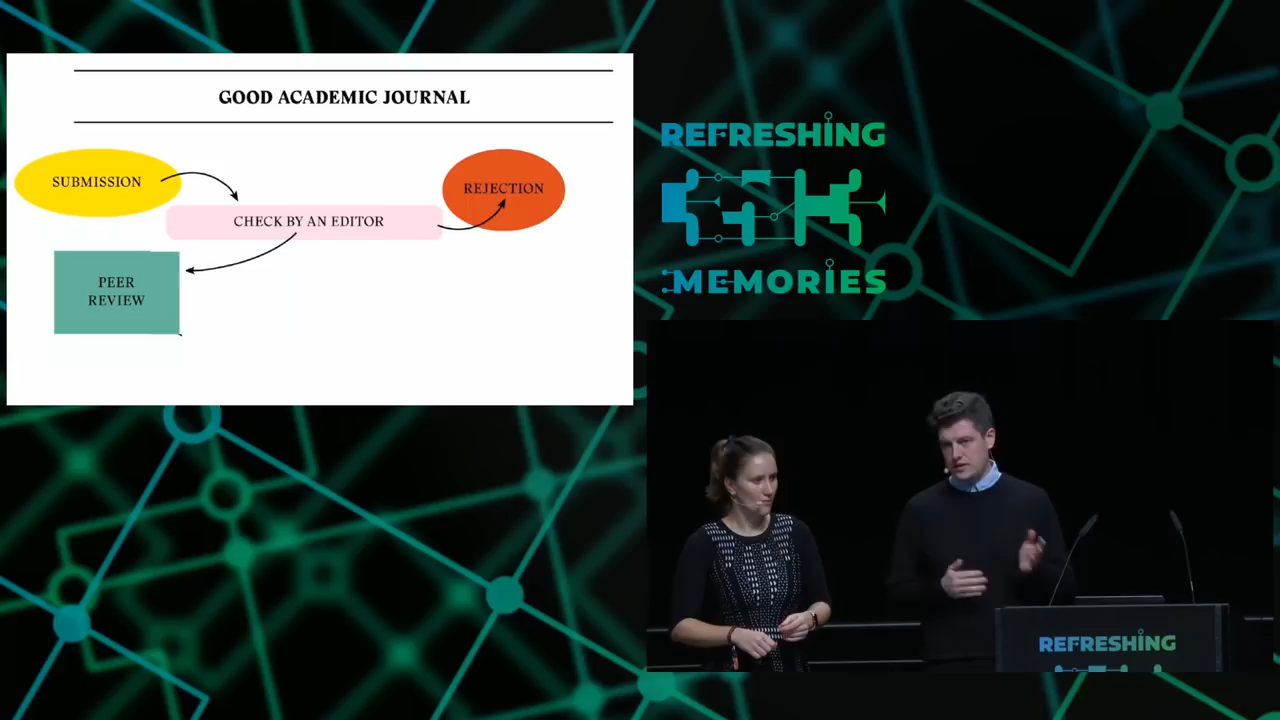 GOOD ACADEMIC JOURNAL
SUBMISSION
REJECTION
CHECK BY AN EDITOR
PEER
REVIEW
REFRESHING
MEMORIES
REFRESHING